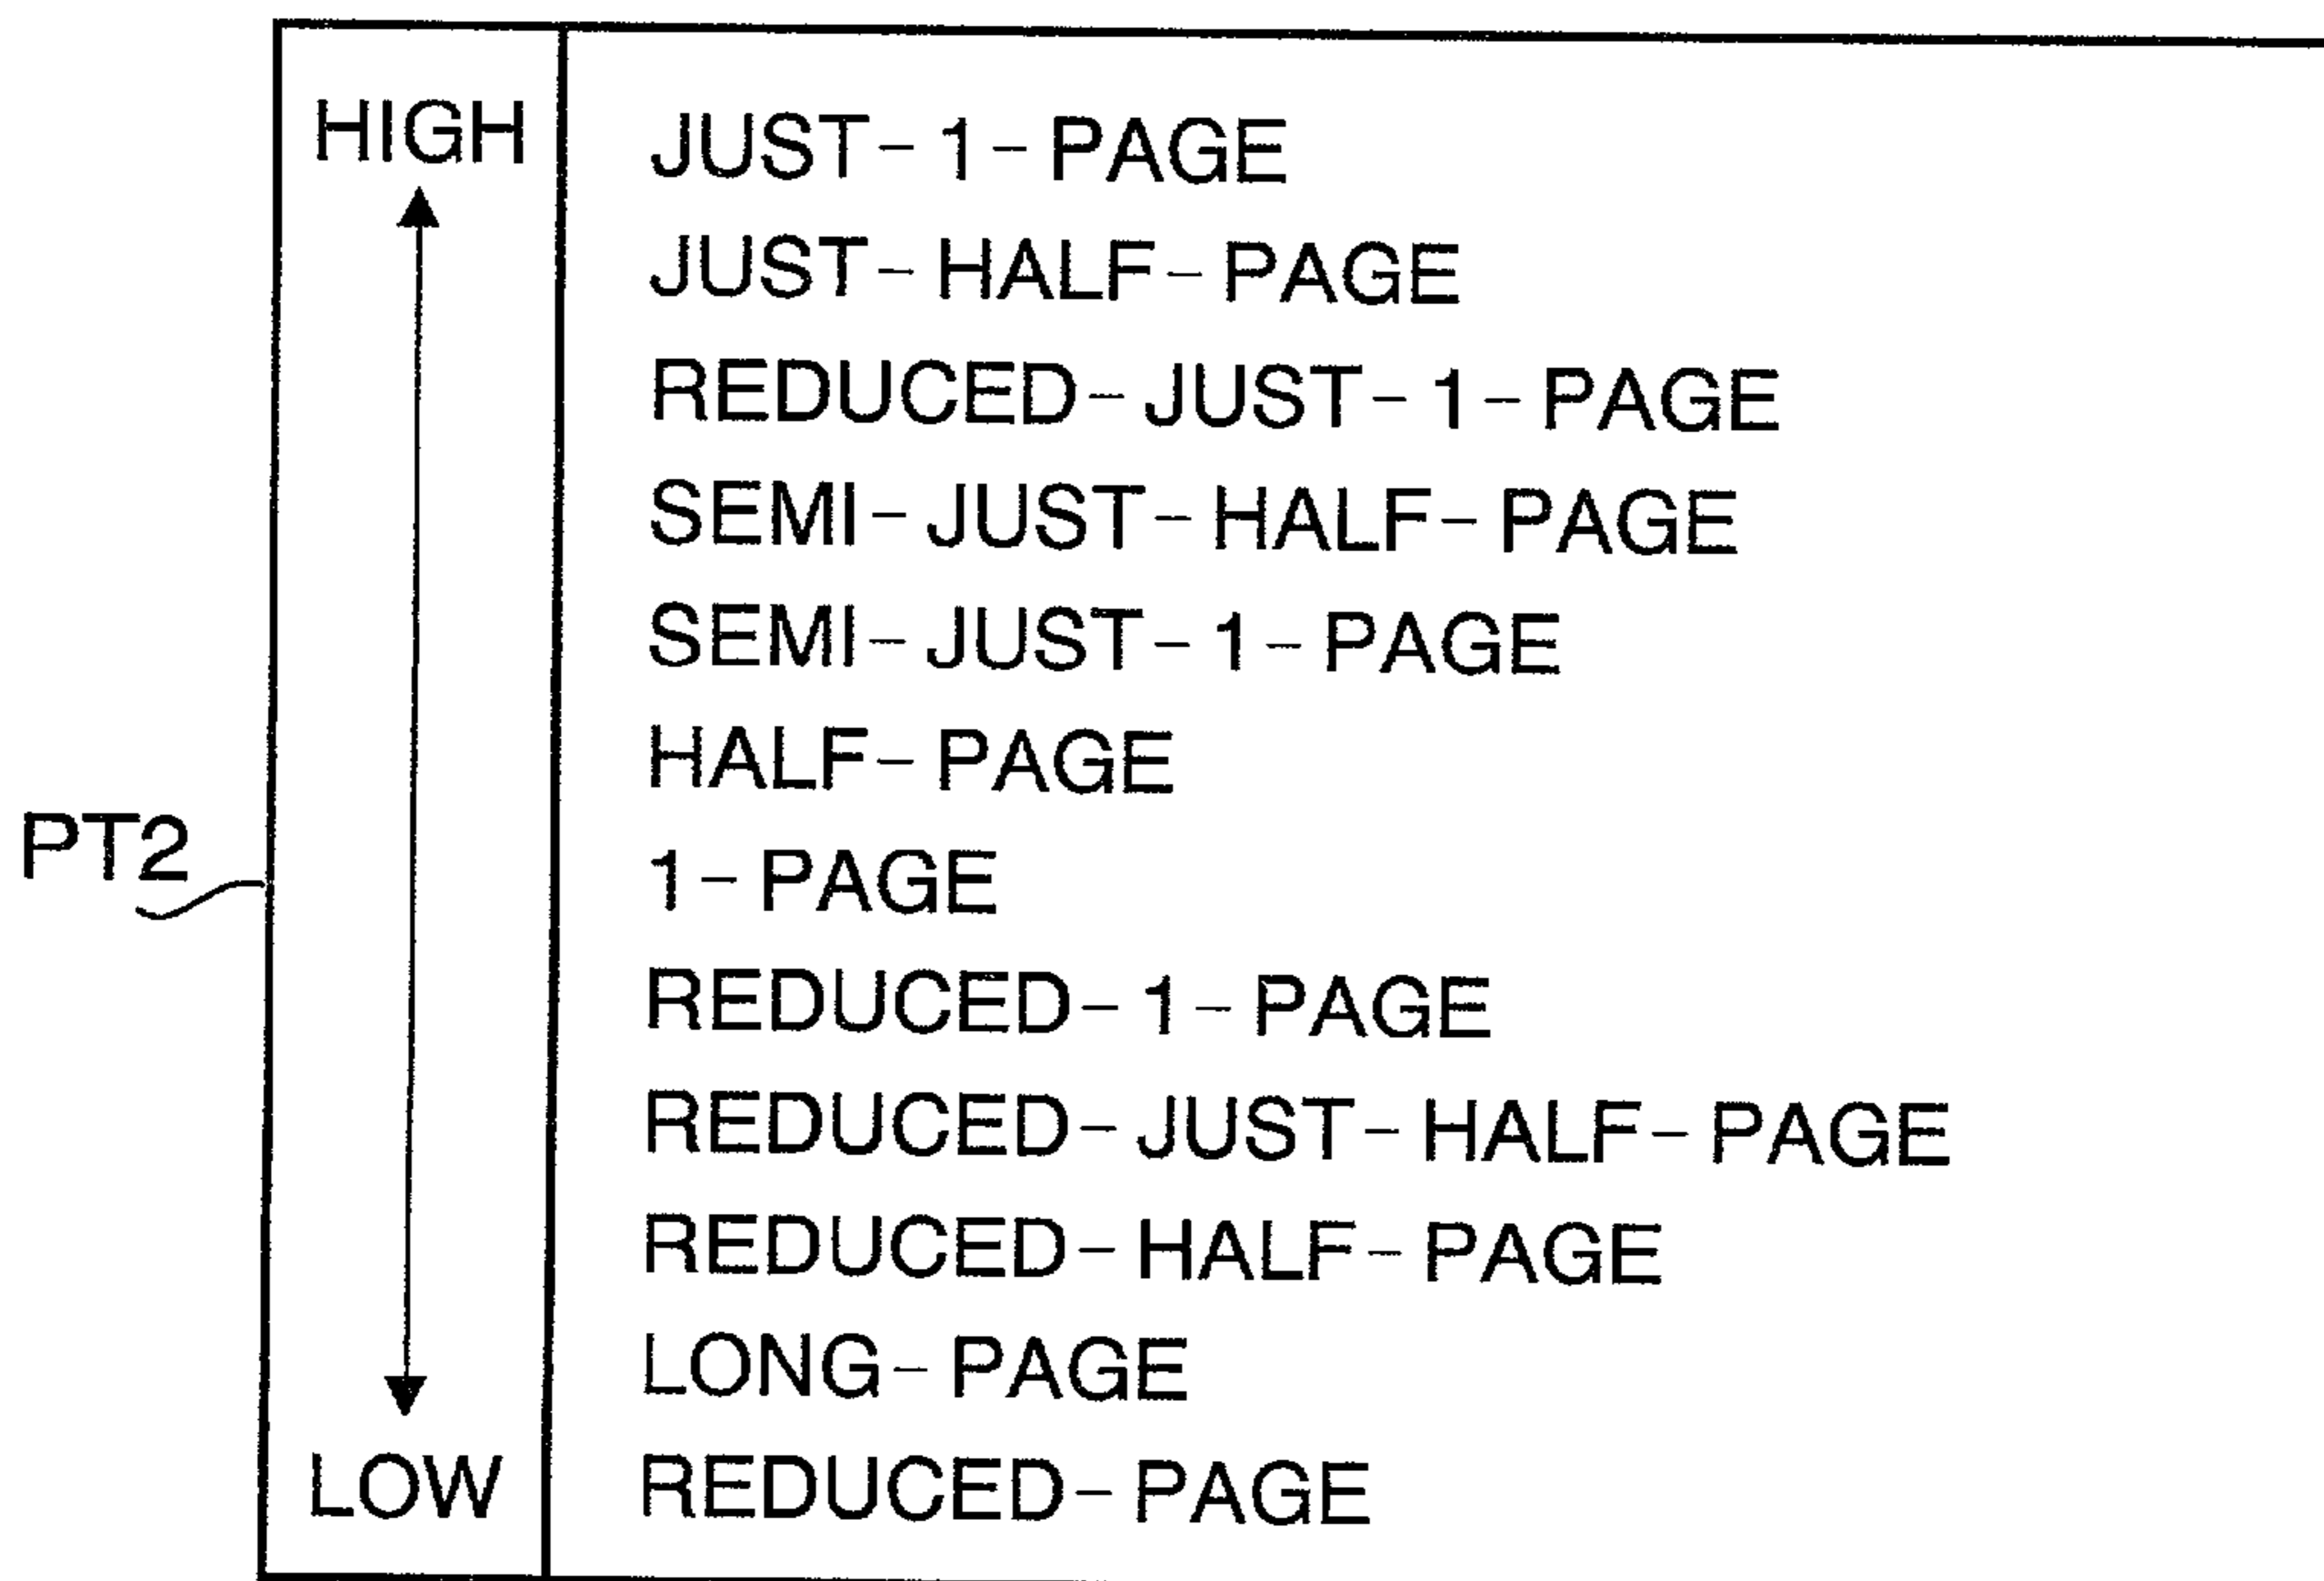 HIGH
JUST-1-PAGE
JUST-HALF-PAGE
REDUCED-JUST-1-PAGE
SEMI-JUST-HALF-PAGE
SEMI-JUST-1-PAGE
HALF-PAGE
PT2
1-PAGE
REDUCED-1-PAGE
REDUCED-JUST-HALF-PAGE
REDUCED-HALF-PAGE
LONG-PAGE
LOW
REDUCED-PAGE